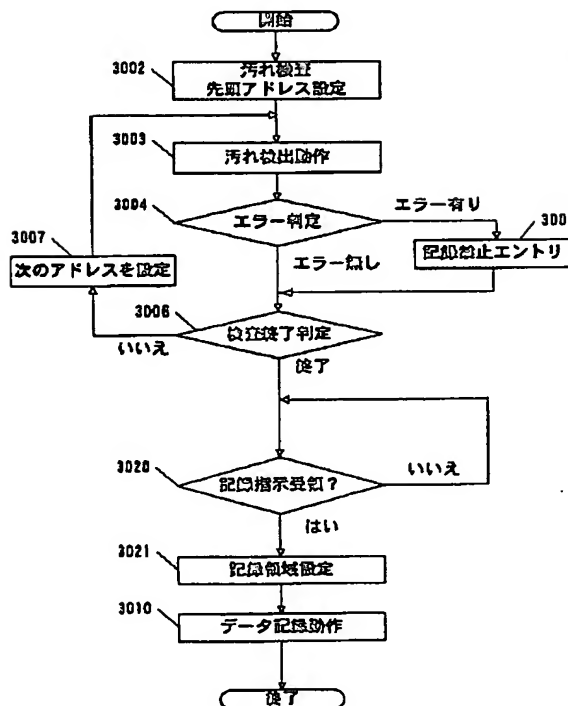 開始
3002
汚れ検査
先頭アドレス設定
3003
汚れ検出動作
3004
エラー判定
エラー有り
300
記録禁止エントリ
エラー無し
3007
次のアドレスを設定
3006
検査終了判定
いいえ
終了
3020
記録指示受領?
いいえ
はい
3021
記録領域設定
3010
データ記録動作
終了